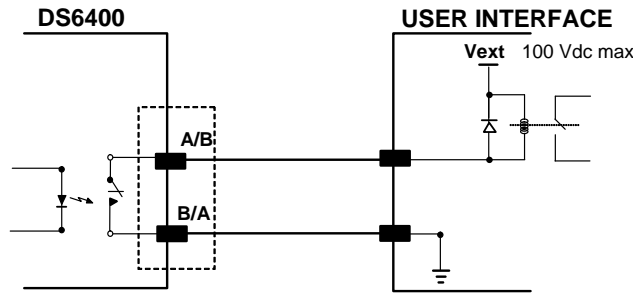 DS6400
USER INTERFACE
Vext 100 Vdc max
A/B
B/A